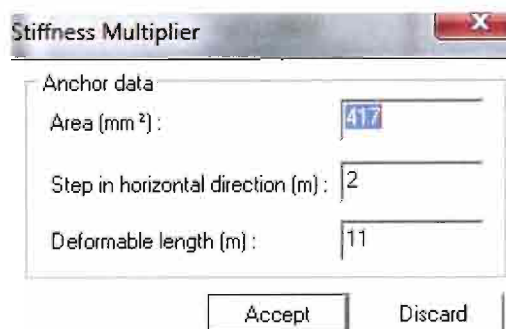 Stiffness Multiplier
Anchor data
Area (mm²) : 417
Step in horizontal direction (m) : 2
Deformable length (m) : 11
Accept Discard